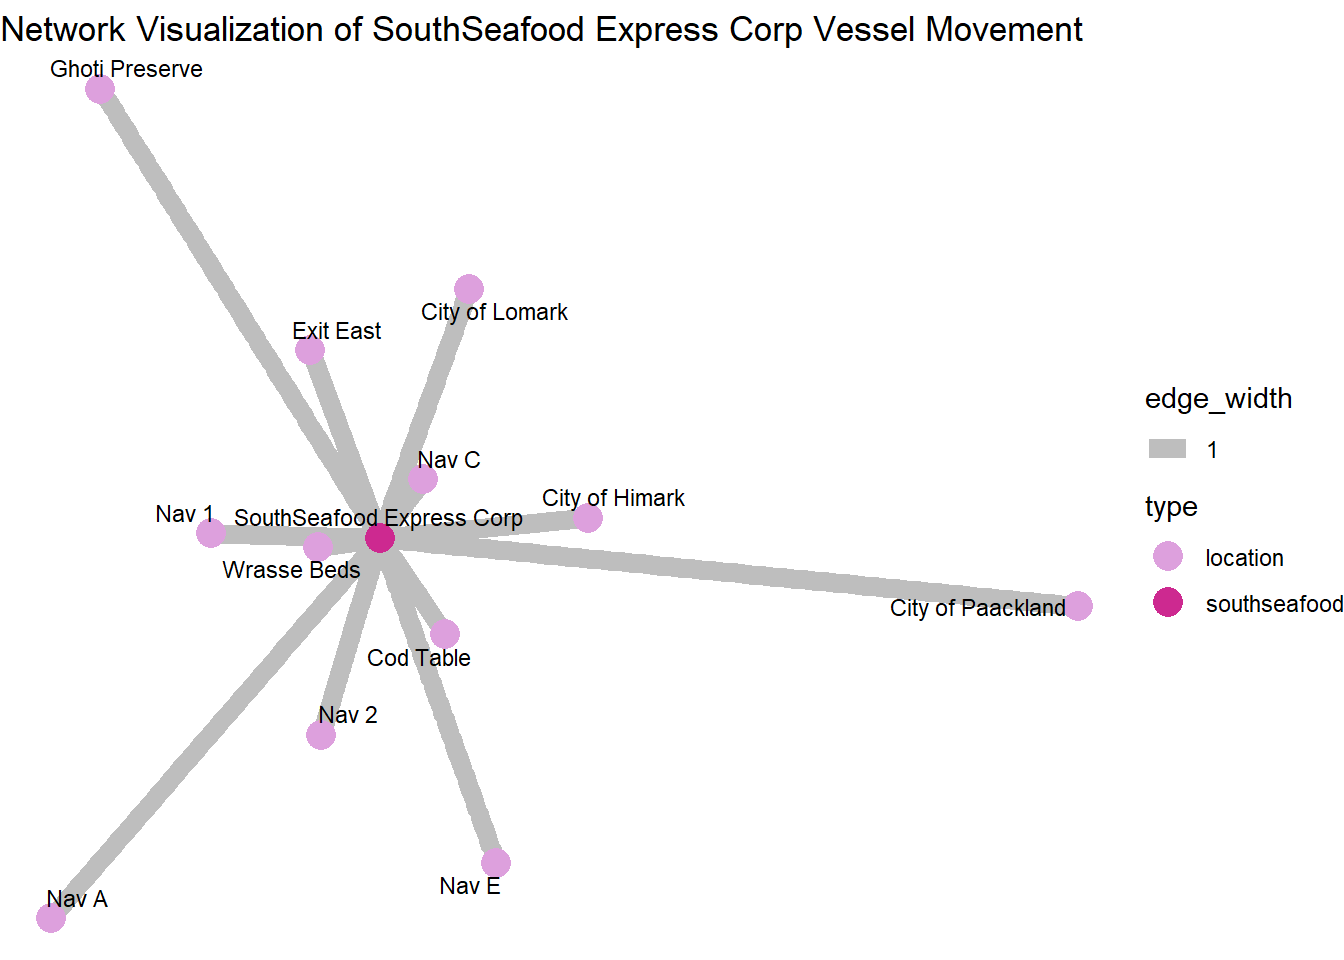 Network Visualization of SouthSeafood Express Corp Vessel Movement
Ghoti Preserve
City of Lomark
Exit East
Nav C
City of Himark
Nav 1
SouthSeafood Express Corp
Wrasse Beds
City of Paackland
Cod Table
Nav 2
Nav E
Nav A
edge_width
1
type
location
southseafood